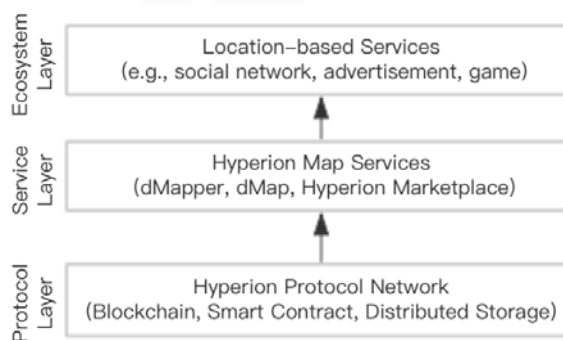 Ecosystem
Layer
Location-based Services
(e.g., social network, advertisement, game)
Service
Layer
Hyperion Map Services
(dMapper, dMap, Hyperion Marketplace)
Protocol
Layer
Hyperion Protocol Network
(Blockchain, Smart Contract, Distributed Storage)